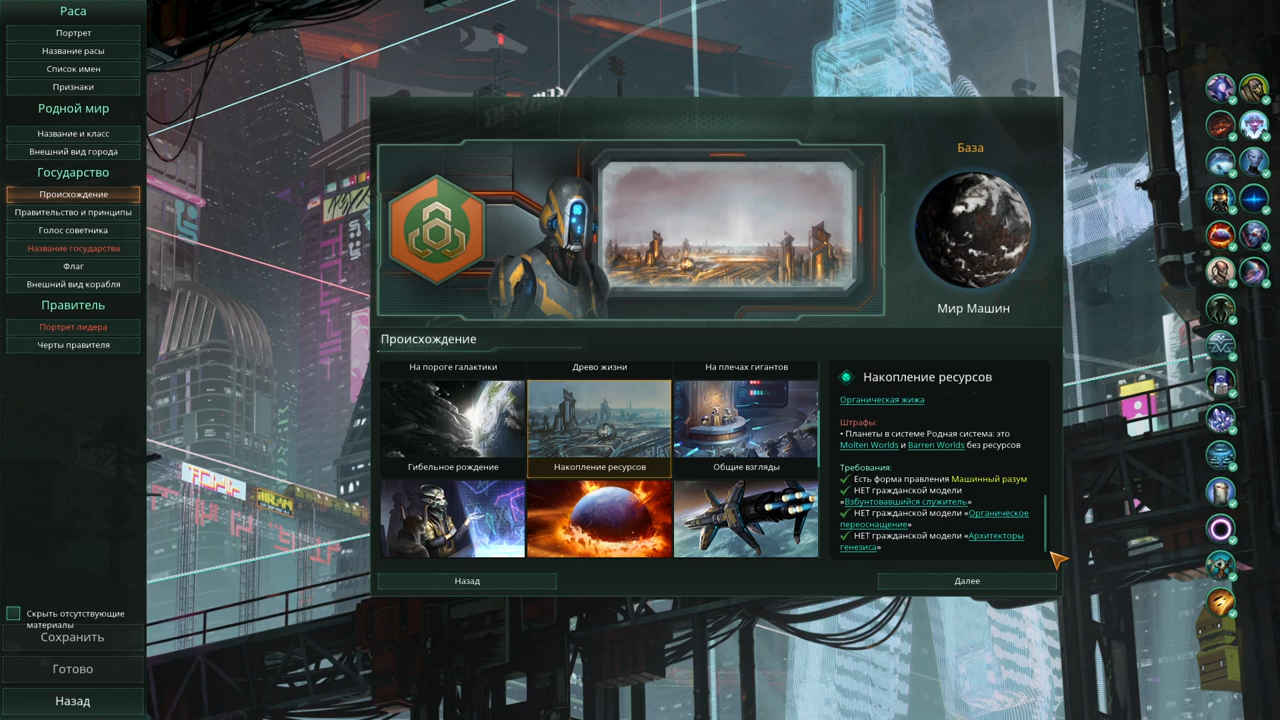 Раса
Портрет
Название расы
Список имен
Признаки
Родной мир
Название и класс
Внешний вид города
Государство
Происхождение
Правительство и принципы
Голос советника
Название государства
Флаг
Внешний вид корабля
Правитель
Портрет лидера
Черты правителя
Скрыть отсутствующие
материалы
Сохранить
Готово
Назад
База
Мир Машин
Происхождение
На пороге галактики
Древо жизни
На плечах гигантов
Гибельное рождение
Накопление ресурсов
Общие взгляды
Накопление ресурсов
Органическая жижа
Штрафы:
• Планеты в системе Родная система: это
Molten Worlds и Barren Worlds без ресурсов
Требования:
✓ Есть форма правления Машинный разум
✓ НЕТ гражданской модели
«Взбунтовавшийся служитель»
✓ НЕТ гражданской модели «Органическое
переоснащение»
✓ НЕТ гражданской модели «Архитекторы
генезиса»
Назад
Далее